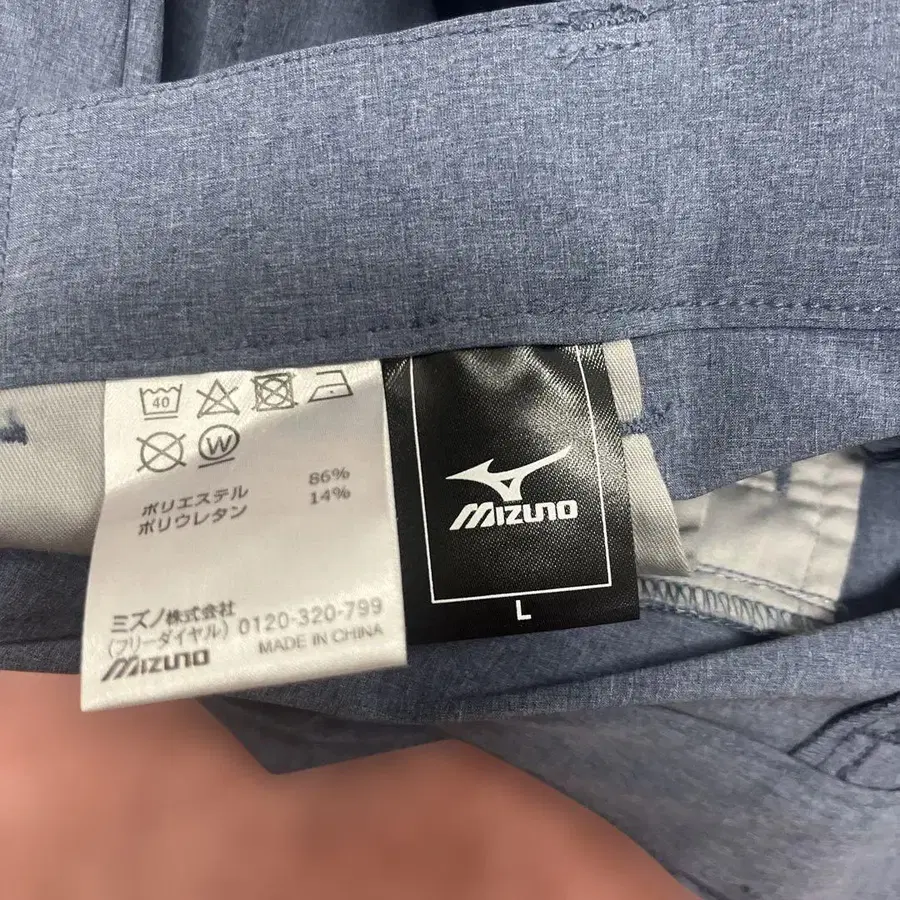 40
W
ポリエステル 86%
ポリウレタン 14%
ミズノ株式会社
(フリーダイヤル) 0120-320-799
MADE IN CHINA
MIZUNO
MIZUNO
L